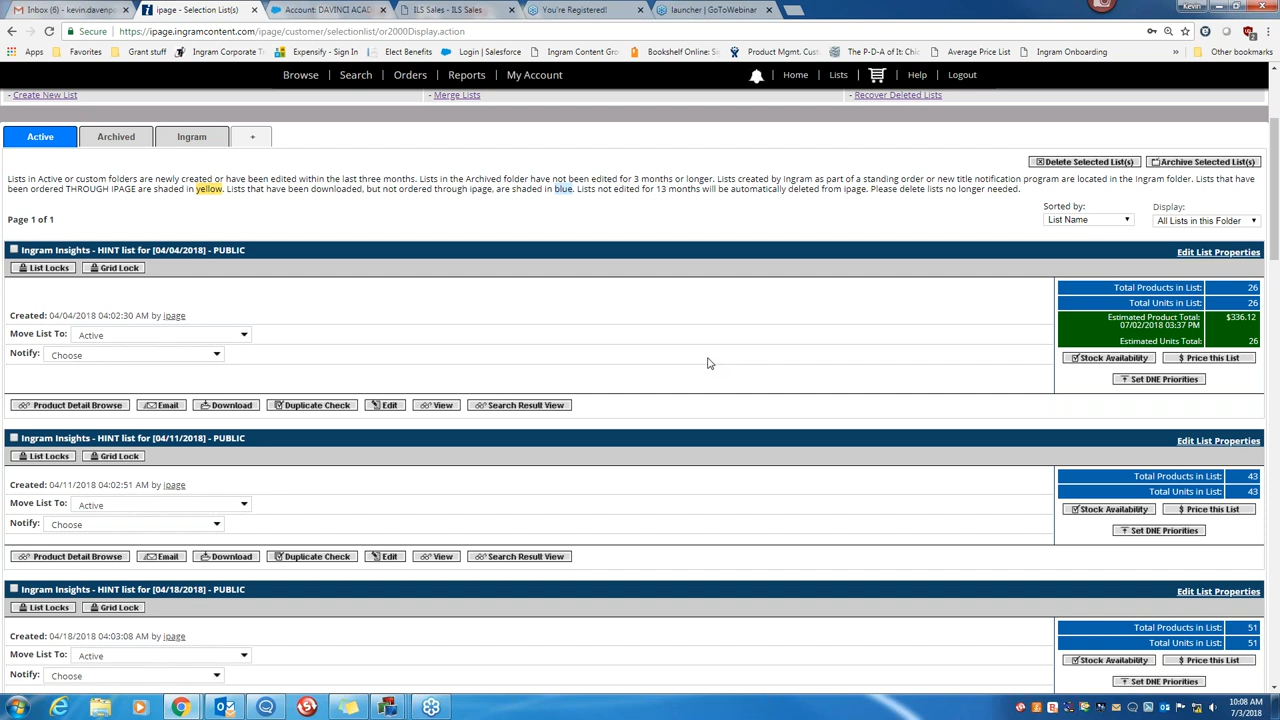 Inbox (6) - kevin.davenp
ipage - Selection List(s)
Account: DAVINCI ACAD
ILS Sales - ILS Sales
You're Registered!
launcher | GoToWebinar
Kevin
Secure | https://ipage.ingramcontent.com/ipage/customer/selectionlist/or2000Display.action
Apps Favorites Grant stuff Ingram Corporate T Expensify - Sign In Elect Benefits Login | Salesforce Ingram Content Gro Bookshelf Online: S Product Mgmt. Cust The P-D-A of It: Chic Average Price List Ingram Onboarding » Other bookmarks
Browse Search Orders Reports My Account Home Lists Help Logout
- Create New List - Merge Lists - Recover Deleted Lists
Active Archived Ingram +
Delete Selected List(s) Archive Selected List(s)
Lists in Active or custom folders are newly created or have been edited within the last three months. Lists in the Archived folder have not been edited for 3 months or longer. Lists created by Ingram as part of a standing order or new title notification program are located in the Ingram folder. Lists that have
been ordered THROUGH IPAGE are shaded in yellow. Lists that have been downloaded, but not ordered through ipage, are shaded in blue. Lists not edited for 13 months will be automatically deleted from ipage. Please delete lists no longer needed.
Sorted by: Display:
Page 1 of 1 List Name All Lists in this Folder
Ingram Insights - HINT list for [04/04/2018] - PUBLIC Edit List Properties
List Locks Grid Lock
Total Products in List: 26
Total Units in List: 26
Created: 04/04/2018 04:02:30 AM by ipage
Estimated Product Total: $336.12
07/02/2018 03:37 PM
Move List To: Active
Estimated Units Total: 26
Notify: Choose
Stock Availability $ Price this List
Set DNE Priorities
Product Detail Browse Email Download Duplicate Check Edit View Search Result View
Ingram Insights - HINT list for [04/11/2018] - PUBLIC Edit List Properties
List Locks Grid Lock
Total Products in List: 43
Created: 04/11/2018 04:02:51 AM by ipage
Total Units in List: 43
Move List To: Active
Stock Availability $ Price this List
Notify: Choose
Set DNE Priorities
Product Detail Browse Email Download Duplicate Check Edit View Search Result View
Ingram Insights - HINT list for [04/18/2018] - PUBLIC Edit List Properties
List Locks Grid Lock
Total Products in List: 51
Created: 04/18/2018 04:03:08 AM by ipage
Total Units in List: 51
Move List To: Active
Stock Availability $ Price this List
Notify: Choose
Set DNE Priorities
10:08 AM
7/3/2018